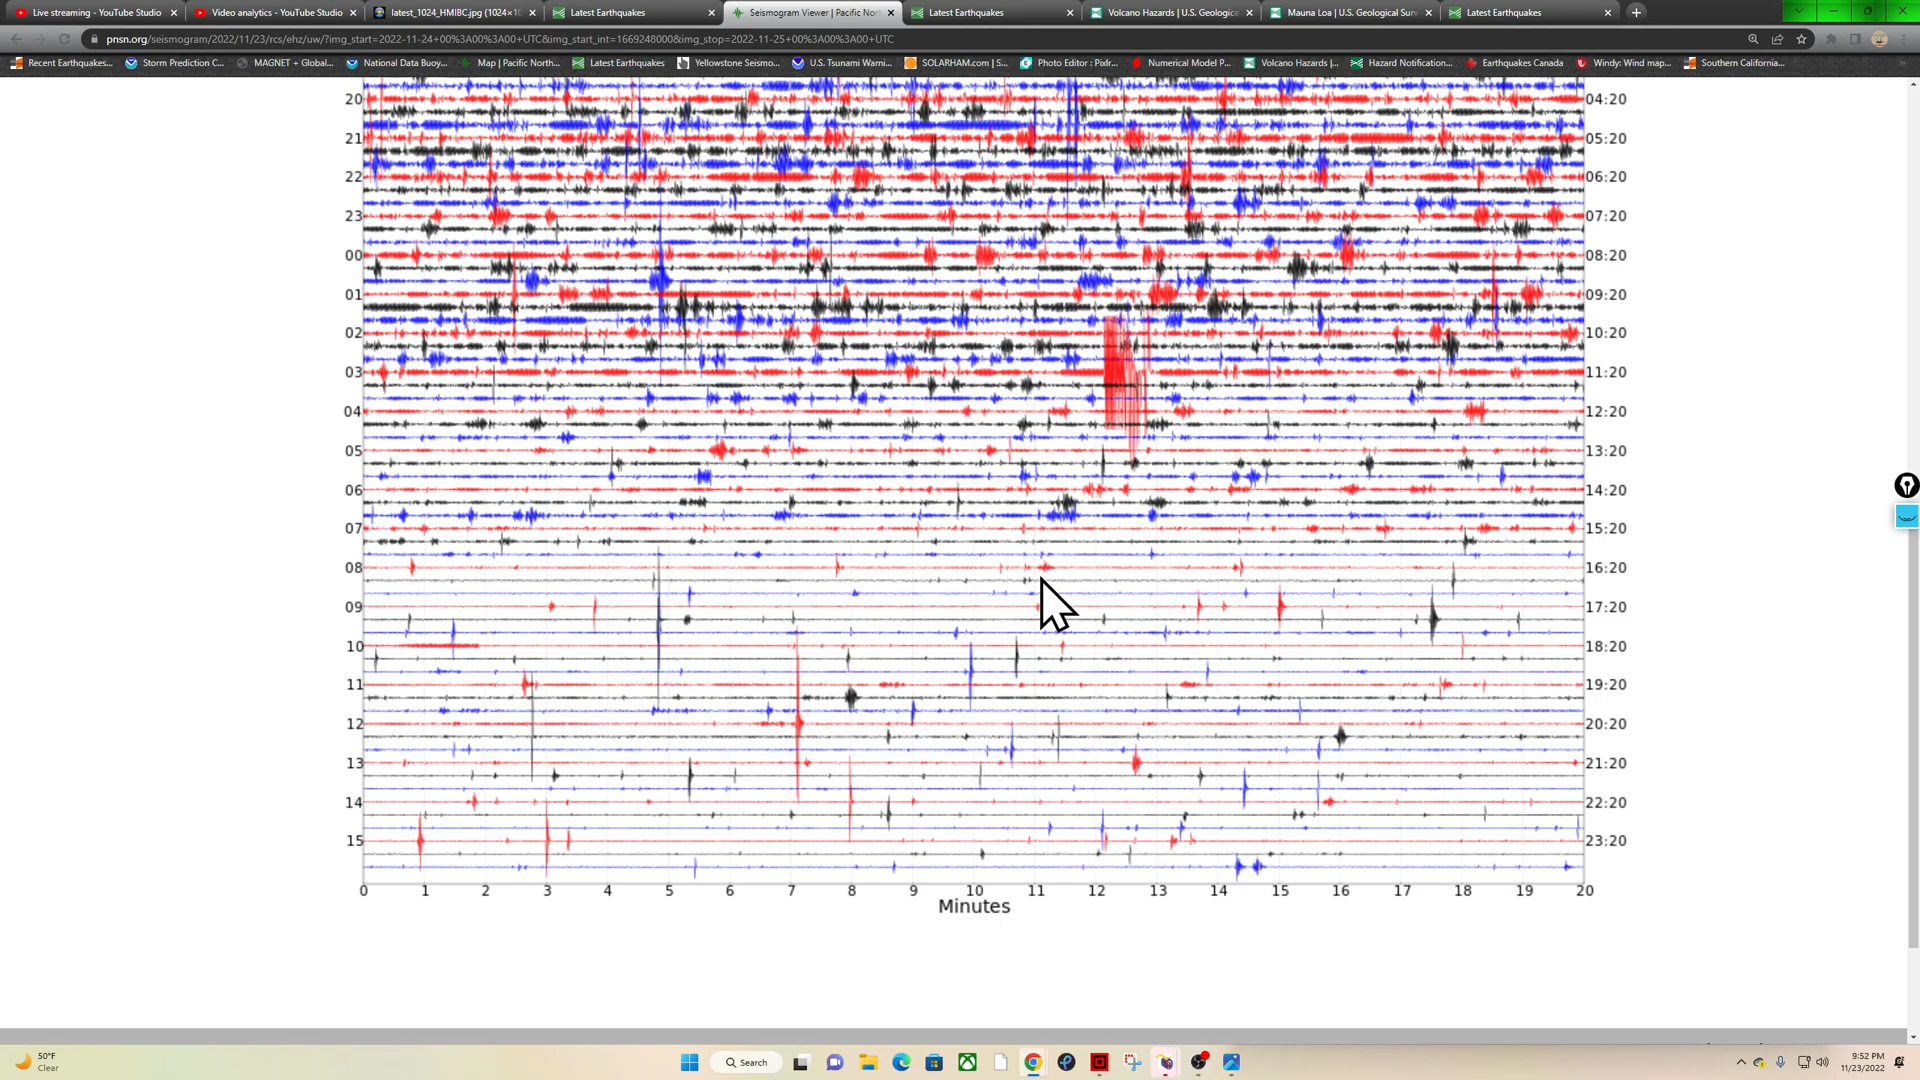 Live streaming - YouTube Studio
Video analytics - YouTube Studio
latest_1024_HMIBC.jpg (1024×10
Latest Earthquakes
Seismogram Viewer | Pacific Nor
Latest Earthquakes
Volcano Hazards | U.S. Geologica
Mauna Loa | U.S. Geological Sur
Latest Earthquakes
pnsn.org/seismogram/2022/11/23/rcs/ehz/uw/?img_start=2022-11-24+00%3A00%3A00+UTC&img_start_int=1669248000&img_stop=2022-11-25+00%3A00%3A00+UTC
Recent Earthquakes...
Storm Prediction C...
MAGNET + Global...
National Data Buoy...
Map | Pacific North...
Latest Earthquakes
Yellowstone Seismo...
U.S. Tsunami Warni...
SOLARHAM.com | S...
Photo Editor : Pixlr...
Numerical Model P...
Volcano Hazards |...
Hazard Notification...
Earthquakes Canada
Windy: Wind map...
Southern California...
20 04:20
21 05:20
22 06:20
23 07:20
00 08:20
01 09:20
02 10:20
03 11:20
04 12:20
05 13:20
06 14:20
07 15:20
08 16:20
09 17:20
10 18:20
11 19:20
12 20:20
13 21:20
14 22:20
15 23:20
0 1 2 3 4 5 6 7 8 9 10 11 12 13 14 15 16 17 18 19 20
Minutes
50°F
Clear
Search
9:52 PM
11/23/2022